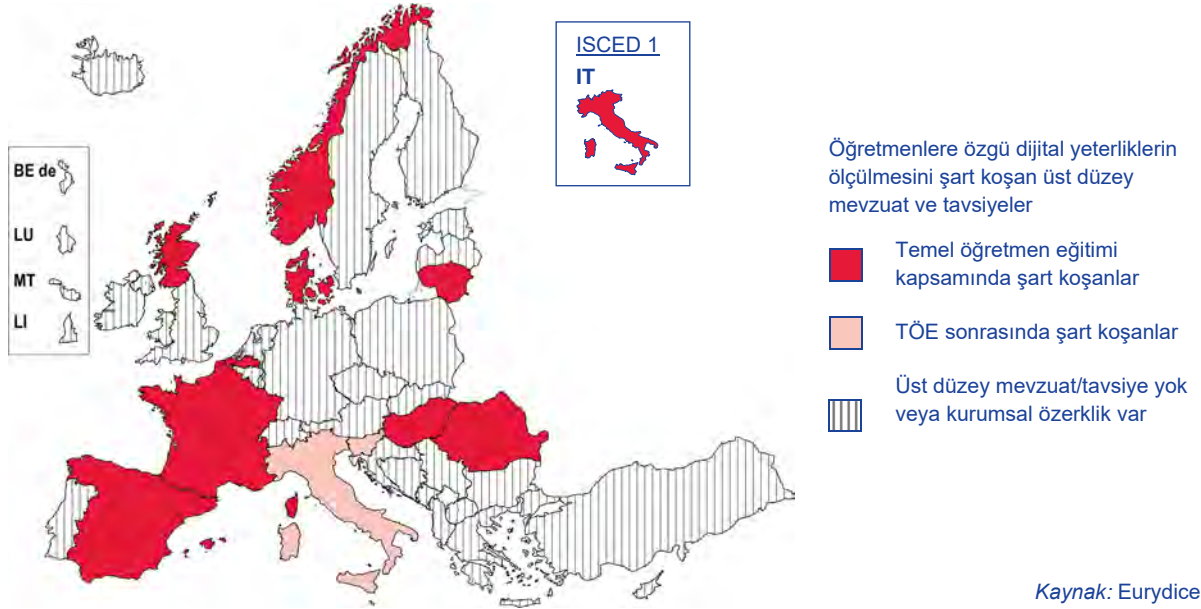 ISCED 1
IT
BE de
LU
MT
LI
Öğretmenlere özgü dijital yeterliklerin
ölçülmesini şart koşan üst düzey
mevzuat ve tavsiyeler
Temel öğretmen eğitimi
kapsamında şart koşanlar
TÖE sonrasında şart koşanlar
Üst düzey mevzuat/tavsiye yok
veya kurumsal özerklik var
Kaynak: Eurydice